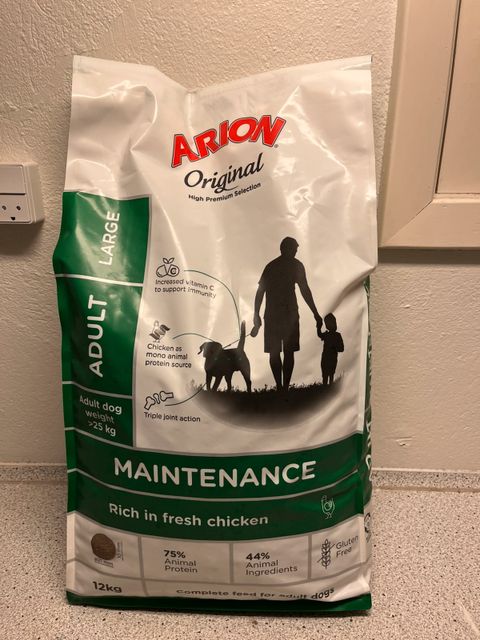 ARION
Original
High Premium Selection
ADULT
LARGE
Increased vitamin C
to support immunity
Chicken as
mono animal
protein source
Triple joint action
Adult dog
weight
>25 kg
MAINTENANCE
Rich in fresh chicken
75%
Animal
Protein
44%
Animal
Ingredients
Gluten
Free
12kg
Complete feed for adult dogs